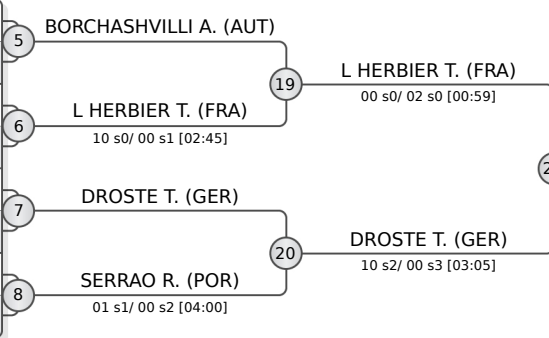 BORCHASHVILLI A. (AUT)
5
19
L HERBIER T. (FRA)
00 s0/ 02 s0 [00:59]
L HERBIER T. (FRA)
6
10 s0/ 00 s1 [02:45]
DROSTE T. (GER)
7
20
DROSTE T. (GER)
10 s2/ 00 s3 [03:05]
SERRAO R. (POR)
8
01 s1/ 00 s2 [04:00]